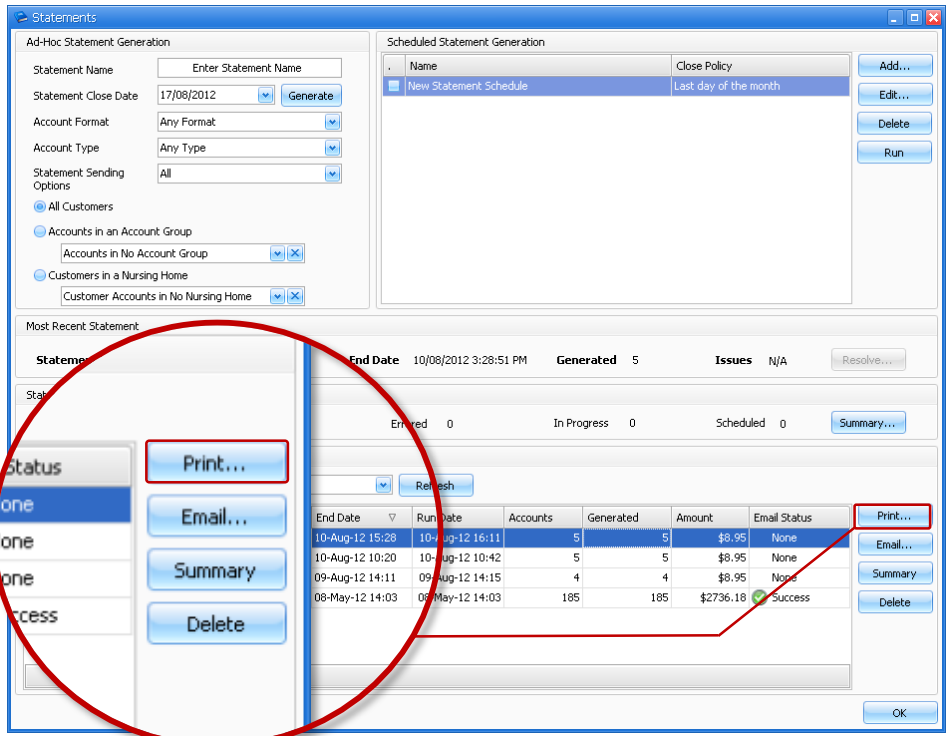 Statements
Ad-Hoc Statement Generation
Statement Name
Enter Statement Name
Statement Close Date
17/08/2012
Generate
Account Format
Any Format
Account Type
Any Type
Statement Sending
Options
All
All Customers
Accounts in an Account Group
Accounts in No Account Group
Customers in a Nursing Home
Customer Accounts in No Nursing Home
Scheduled Statement Generation
. Name Close Policy
New Statement Schedule Last day of the month
Add...
Edit...
Delete
Run
Most Recent Statement
End Date 10/08/2012 3:28:51 PM Generated 5 Issues N/A Resolve...
Errored 0 In Progress 0 Scheduled 0 Summary...
Refresh
End Date Run Date Accounts Generated Amount Email Status
10-Aug-12 15:28 10-Aug-12 16:11 5 5 $8.95 None
10-Aug-12 10:20 10-Aug-12 10:42 5 5 $8.95 None
09-Aug-12 14:11 09-Aug-12 14:15 4 4 $8.95 None
08-May-12 14:03 08-May-12 14:03 185 185 $2736.18 Success
Print...
Email...
Summary
Delete
Status
one
one
one
ccess
Print...
Email...
Summary
Delete
OK